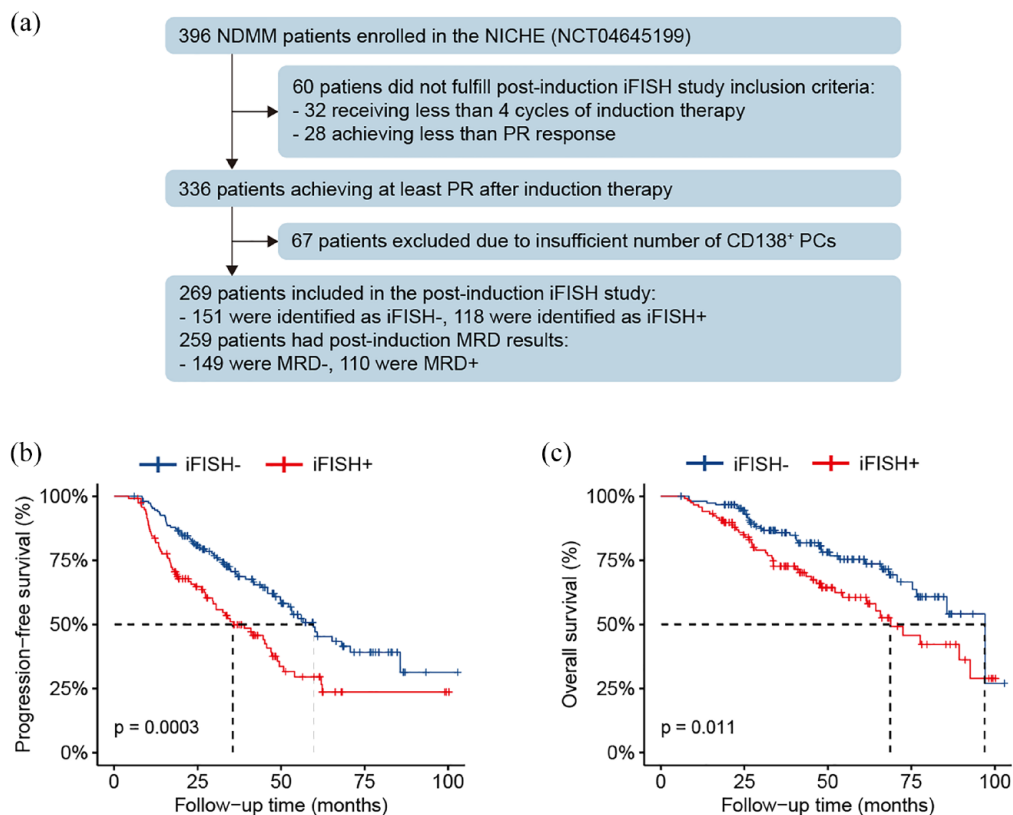 (a)
396 NDMM patients enrolled in the NICHE (NCT04645199)
60 patiens did not fulfill post-induction iFISH study inclusion criteria:
- 32 receiving less than 4 cycles of induction therapy
- 28 achieving less than PR response
336 patients achieving at least PR after induction therapy
67 patients excluded due to insufficient number of CD138⁺ PCs
269 patients included in the post-induction iFISH study:
- 151 were identified as iFISH-, 118 were identified as iFISH+
259 patients had post-induction MRD results:
- 149 were MRD-, 110 were MRD+
(b)
iFISH- iFISH+
Progression−free survival (%)
100%
75%
50%
25%
0%
p = 0.0003
0 25 50 75 100
Follow−up time (months)
(c)
iFISH- iFISH+
Overall survival (%)
100%
75%
50%
25%
0%
p = 0.011
0 25 50 75 100
Follow−up time (months)